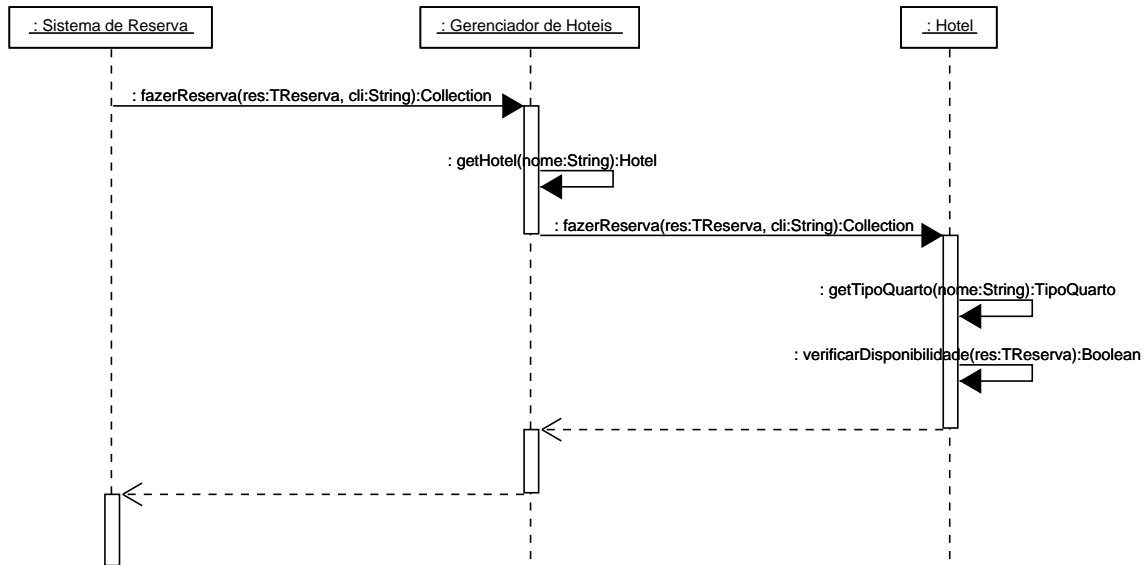 : Sistema de Reserva
: Gerenciador de Hoteis
: Hotel
: fazerReserva(res:TReserva, cli:String):Collection
: getHotel(nome:String):Hotel
: fazerReserva(res:TReserva, cli:String):Collection
: getTipoQuarto(nome:String):TipoQuarto
: verificarDisponibilidade(res:TReserva):Boolean